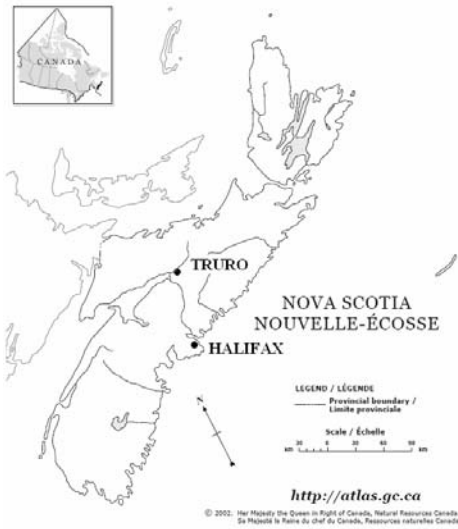 CANADA
TRURO
NOVA SCOTIA
NOUVELLE-ÉCOSSE
HALIFAX
N
LEGEND / LÉGENDE
Provincial boundary /
Limite provinciale
Scale / Échelle
km
km
http://atlas.gc.ca
© 2002. Her Majesty the Queen in Right of Canada, Natural Resources Canada.
Sa Majesté la Reine du chef du Canada, Ressources naturelles Canada.